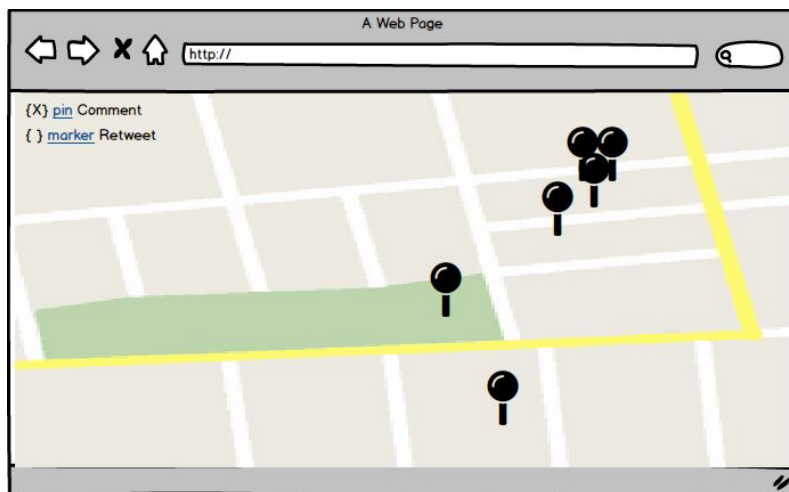 A Web Page
http://
{X} pin Comment
{ } marker Retweet